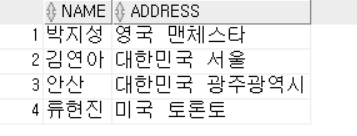 NAME ADDRESS
1 박지성 영국 맨체스타
2 김연아 대한민국 서울
3 안산 대한민국 광주광역시
4 류현진 미국 토론토